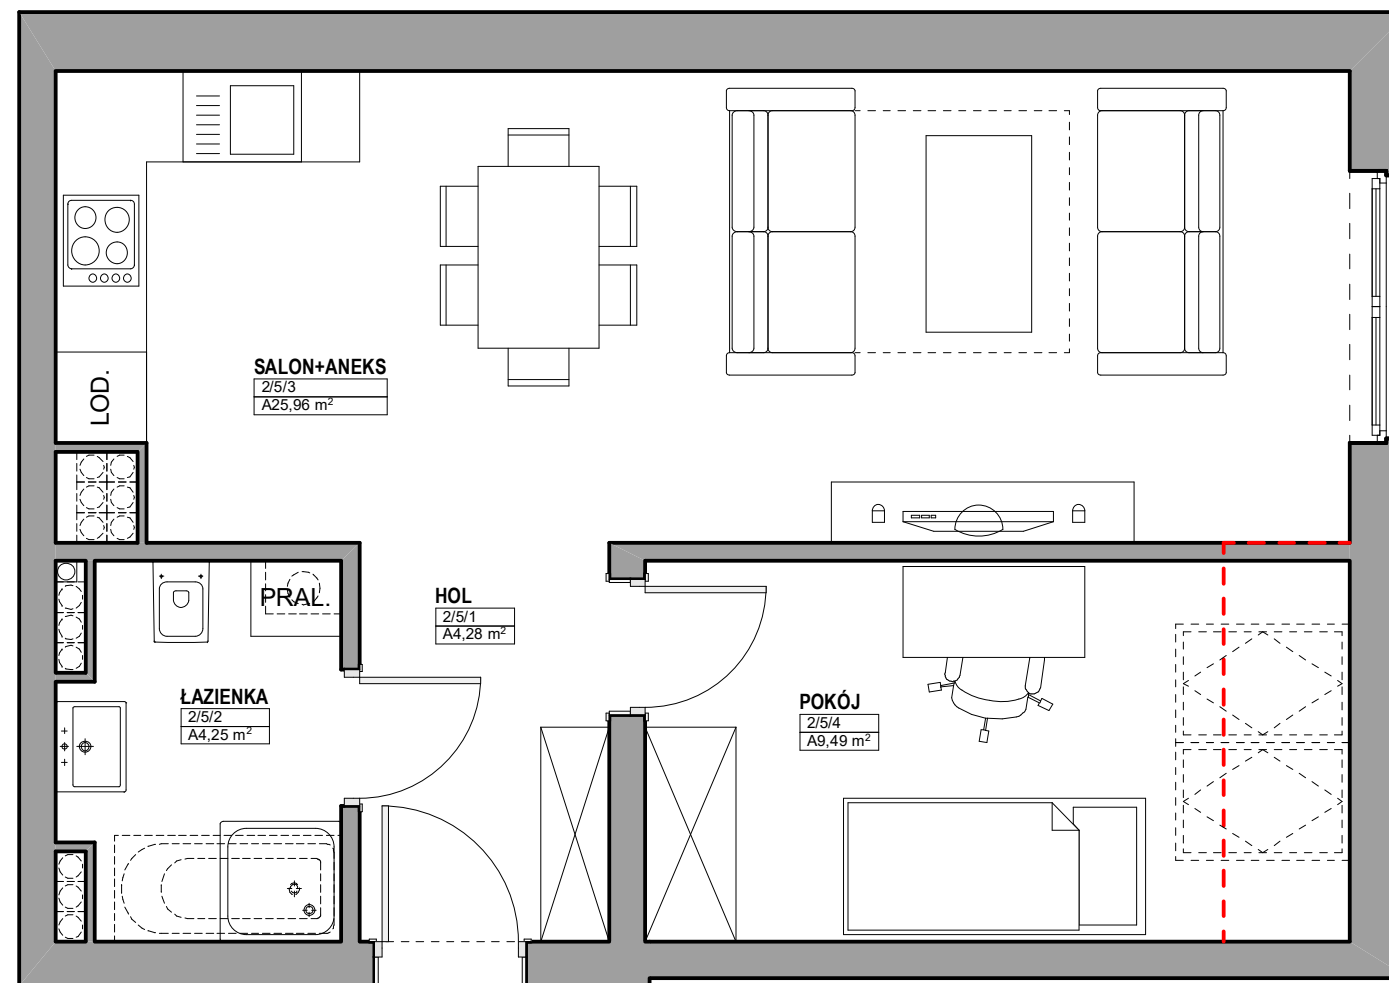 SALON+ANEKS
2/5/3
A25,96 m²
LOD.
PRAL.
HOL
2/5/1
A4,28 m²
ŁAZIENKA
2/5/2
A4,25 m²
POKÓJ
2/5/4
A9,49 m²